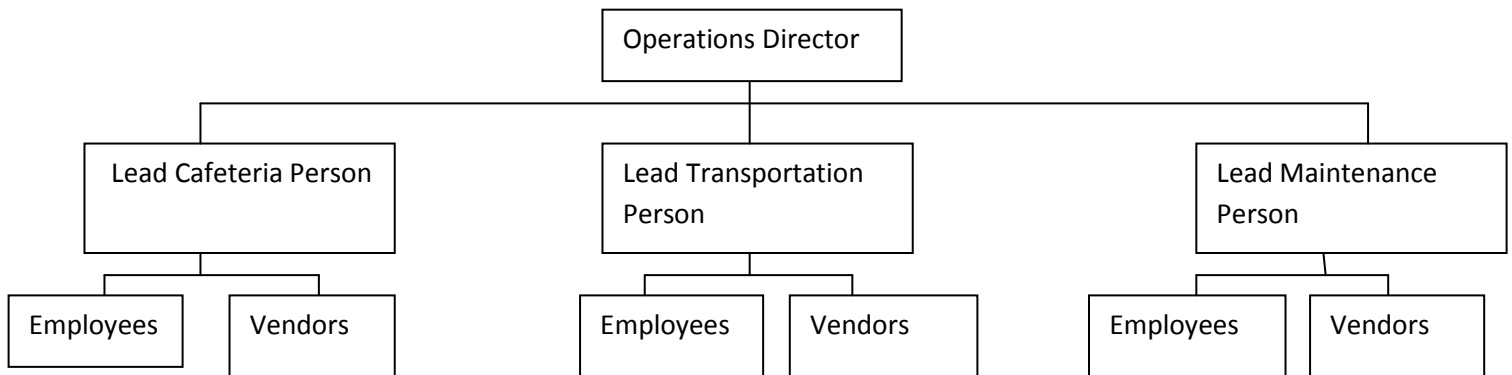 Operations Director
Lead Cafeteria Person
Lead Transportation
Person
Lead Maintenance
Person
Employees
Vendors
Employees
Vendors
Employees
Vendors